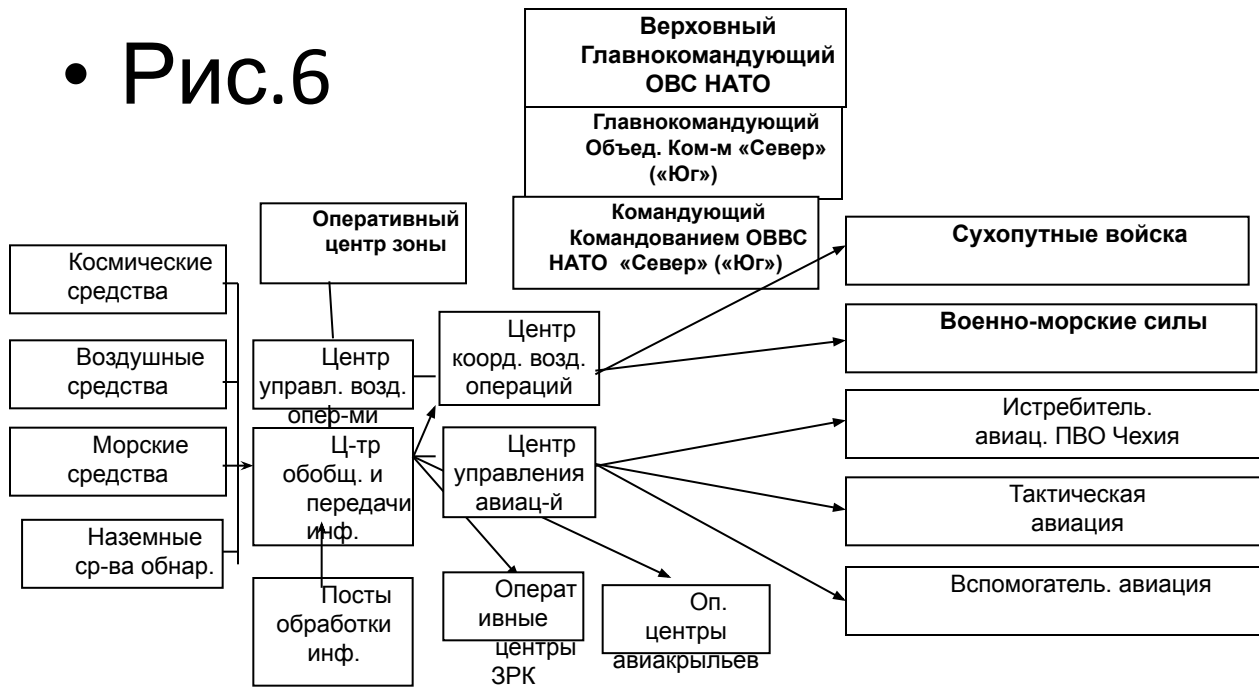 • Рис.6
Верховный
Главнокомандующий
ОВС НАТО
Главнокомандующий
Объед. Ком-м «Север»
(«Юг»)
Командующий
Командованием ОВВС
НАТО «Север» («Юг»)
Оперативный
центр зоны
Космические
средства
Воздушные
средства
Морские
средства
Наземные
ср-ва обнар.
Центр
управл. возд.
опер-ми
Ц-тр
обобщ. и
передачи
инф.
Посты
обработки
инф.
Центр
коорд. возд.
операций
Центр
управления
авиац-й
Операт
ивные
центры
ЗРК
Оп.
центры
авиакрыльев
Сухопутные войска
Военно-морские силы
Истребитель.
авиац. ПВО Чехия
Тактическая
авиация
Вспомогатель. авиация